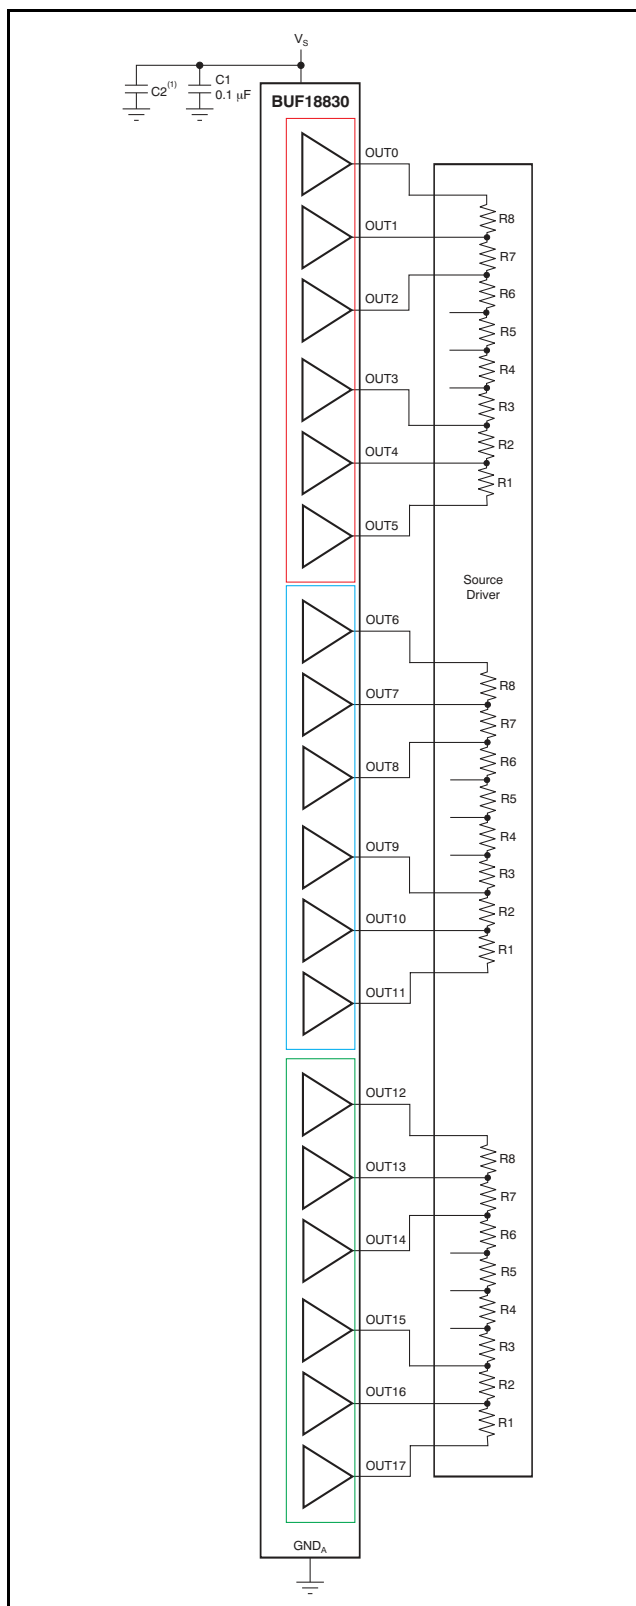 V_S
C2(1)
C1
0.1 μF
BUF18830
OUT0
R8
OUT1
R7
OUT2
R6
R5
R4
OUT3
R3
R2
OUT4
R1
OUT5
Source
Driver
OUT6
R8
OUT7
R7
OUT8
R6
R5
R4
OUT9
R3
R2
OUT10
R1
OUT11
OUT12
R8
OUT13
R7
OUT14
R6
R5
R4
OUT15
R3
R2
OUT16
R1
OUT17
GND_A